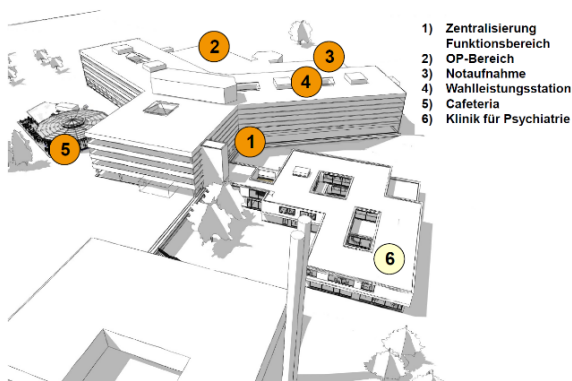 1) Zentralisierung
Funktionsbereich
2) OP-Bereich
3) Notaufnahme
4) Wahlleistungsstation
5) Cafeteria
6) Klinik für Psychiatrie
2
3
4
1
5
6